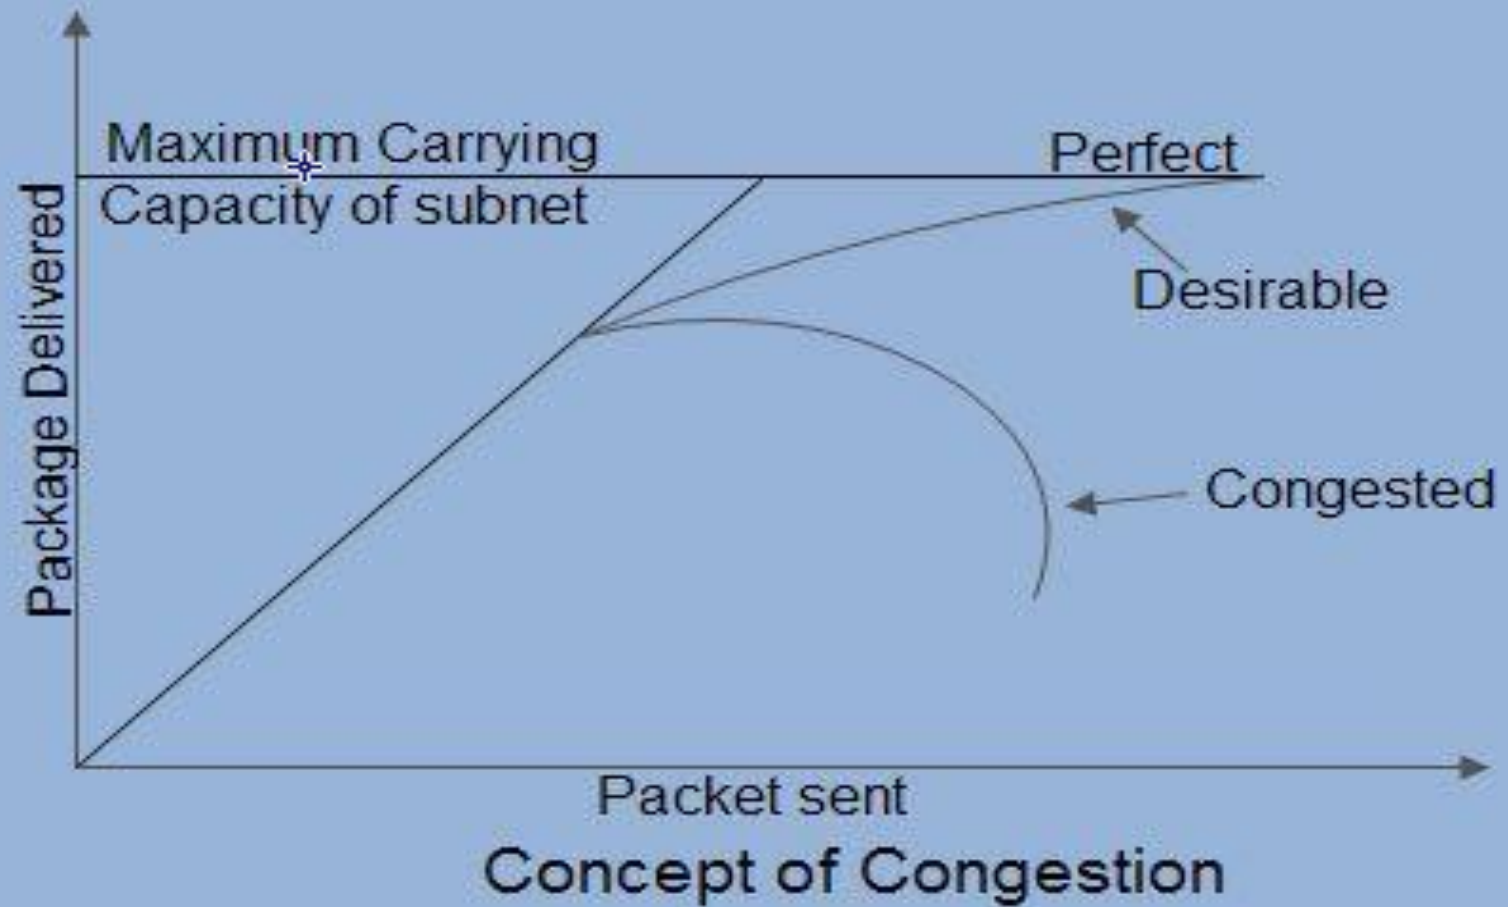 Maximum Carrying
Capacity of subnet
Perfect
Desirable
Congested
Package Delivered
Packet sent
Concept of Congestion